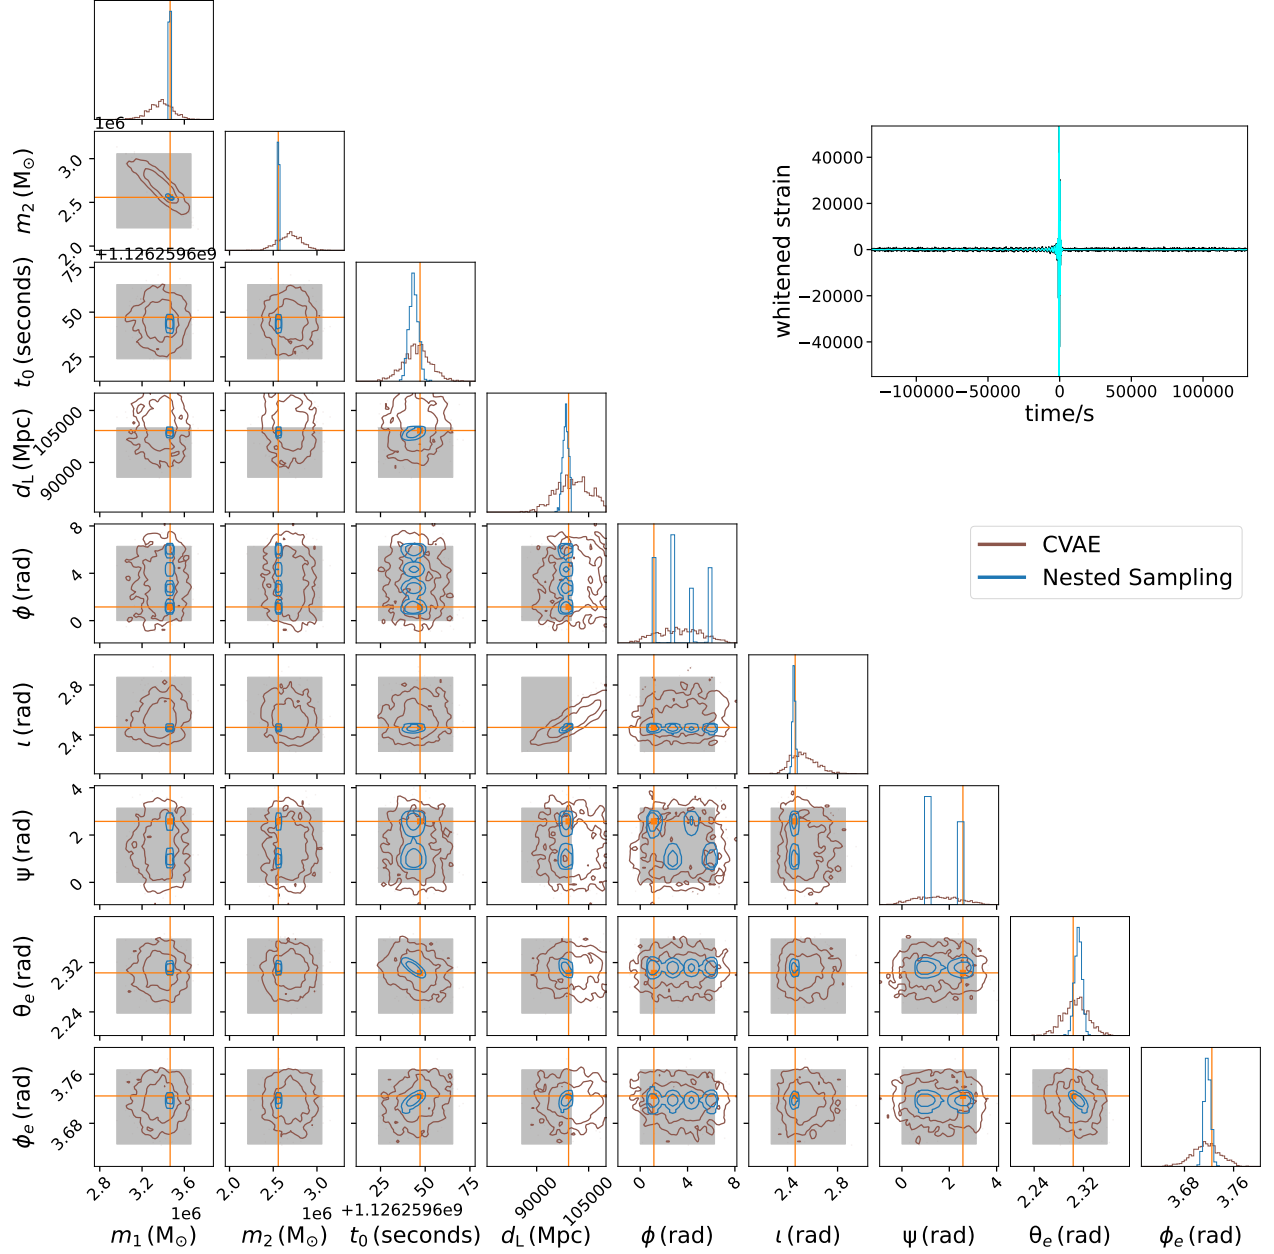 1e6
m₂ (M⊙)
3.0
2.5
2.0
+1.1262596e9
t₀ (seconds)
75
50
25
whitened strain
40000
20000
0
−20000
−40000
−100000 −50000 0 50000 100000
time/s
d_L (Mpc)
105000
90000
CVAE
Nested Sampling
ϕ (rad)
8
4
0
ι (rad)
2.8
2.4
ψ (rad)
4
2
0
θₑ (rad)
2.32
2.24
ϕₑ (rad)
3.76
3.68
2.8 3.2 3.6 2.0 2.5 3.0 25 50 75 90000 105000 0 4 8 2.4 2.8 0 2 4 2.24 2.32 3.68 3.76
1e6 1e6 +1.1262596e9
m₁ (M⊙) m₂ (M⊙) t₀ (seconds) d_L (Mpc) ϕ (rad) ι (rad) ψ (rad) θₑ (rad) ϕₑ (rad)